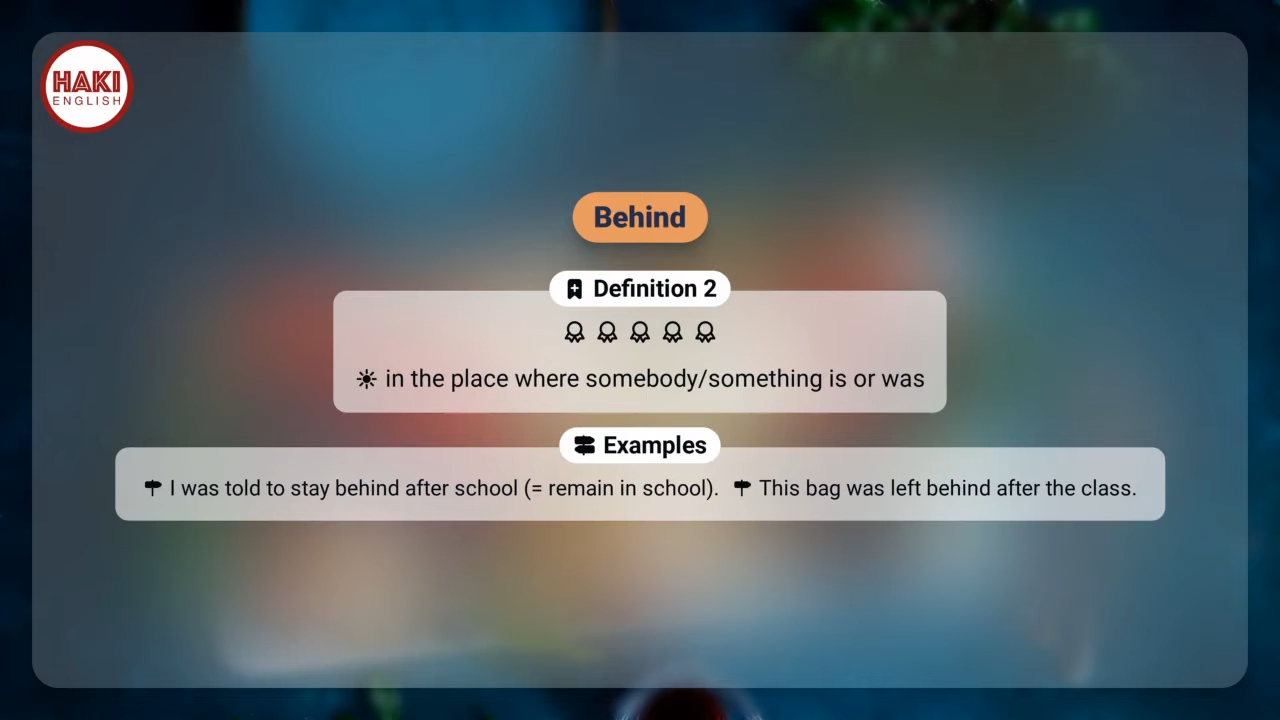 HAKI
ENGLISH
Behind
Definition 2
in the place where somebody/something is or was
Examples
I was told to stay behind after school (= remain in school). This bag was left behind after the class.